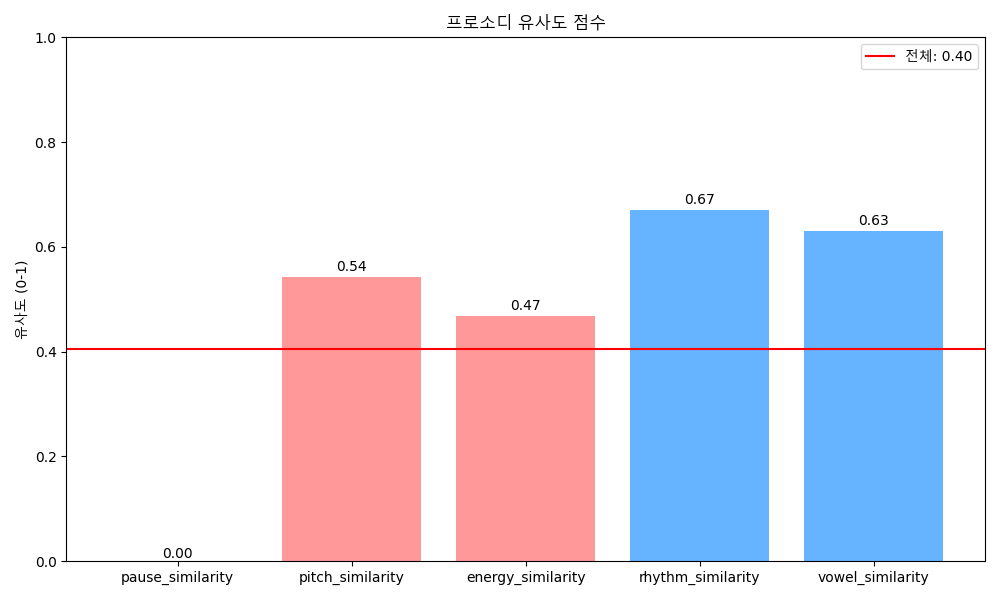 프로소디 유사도 점수
전체: 0.40
유사도 (0-1)
1.0
0.8
0.6
0.4
0.2
0.0
0.00
0.54
0.47
0.67
0.63
pause_similarity
pitch_similarity
energy_similarity
rhythm_similarity
vowel_similarity